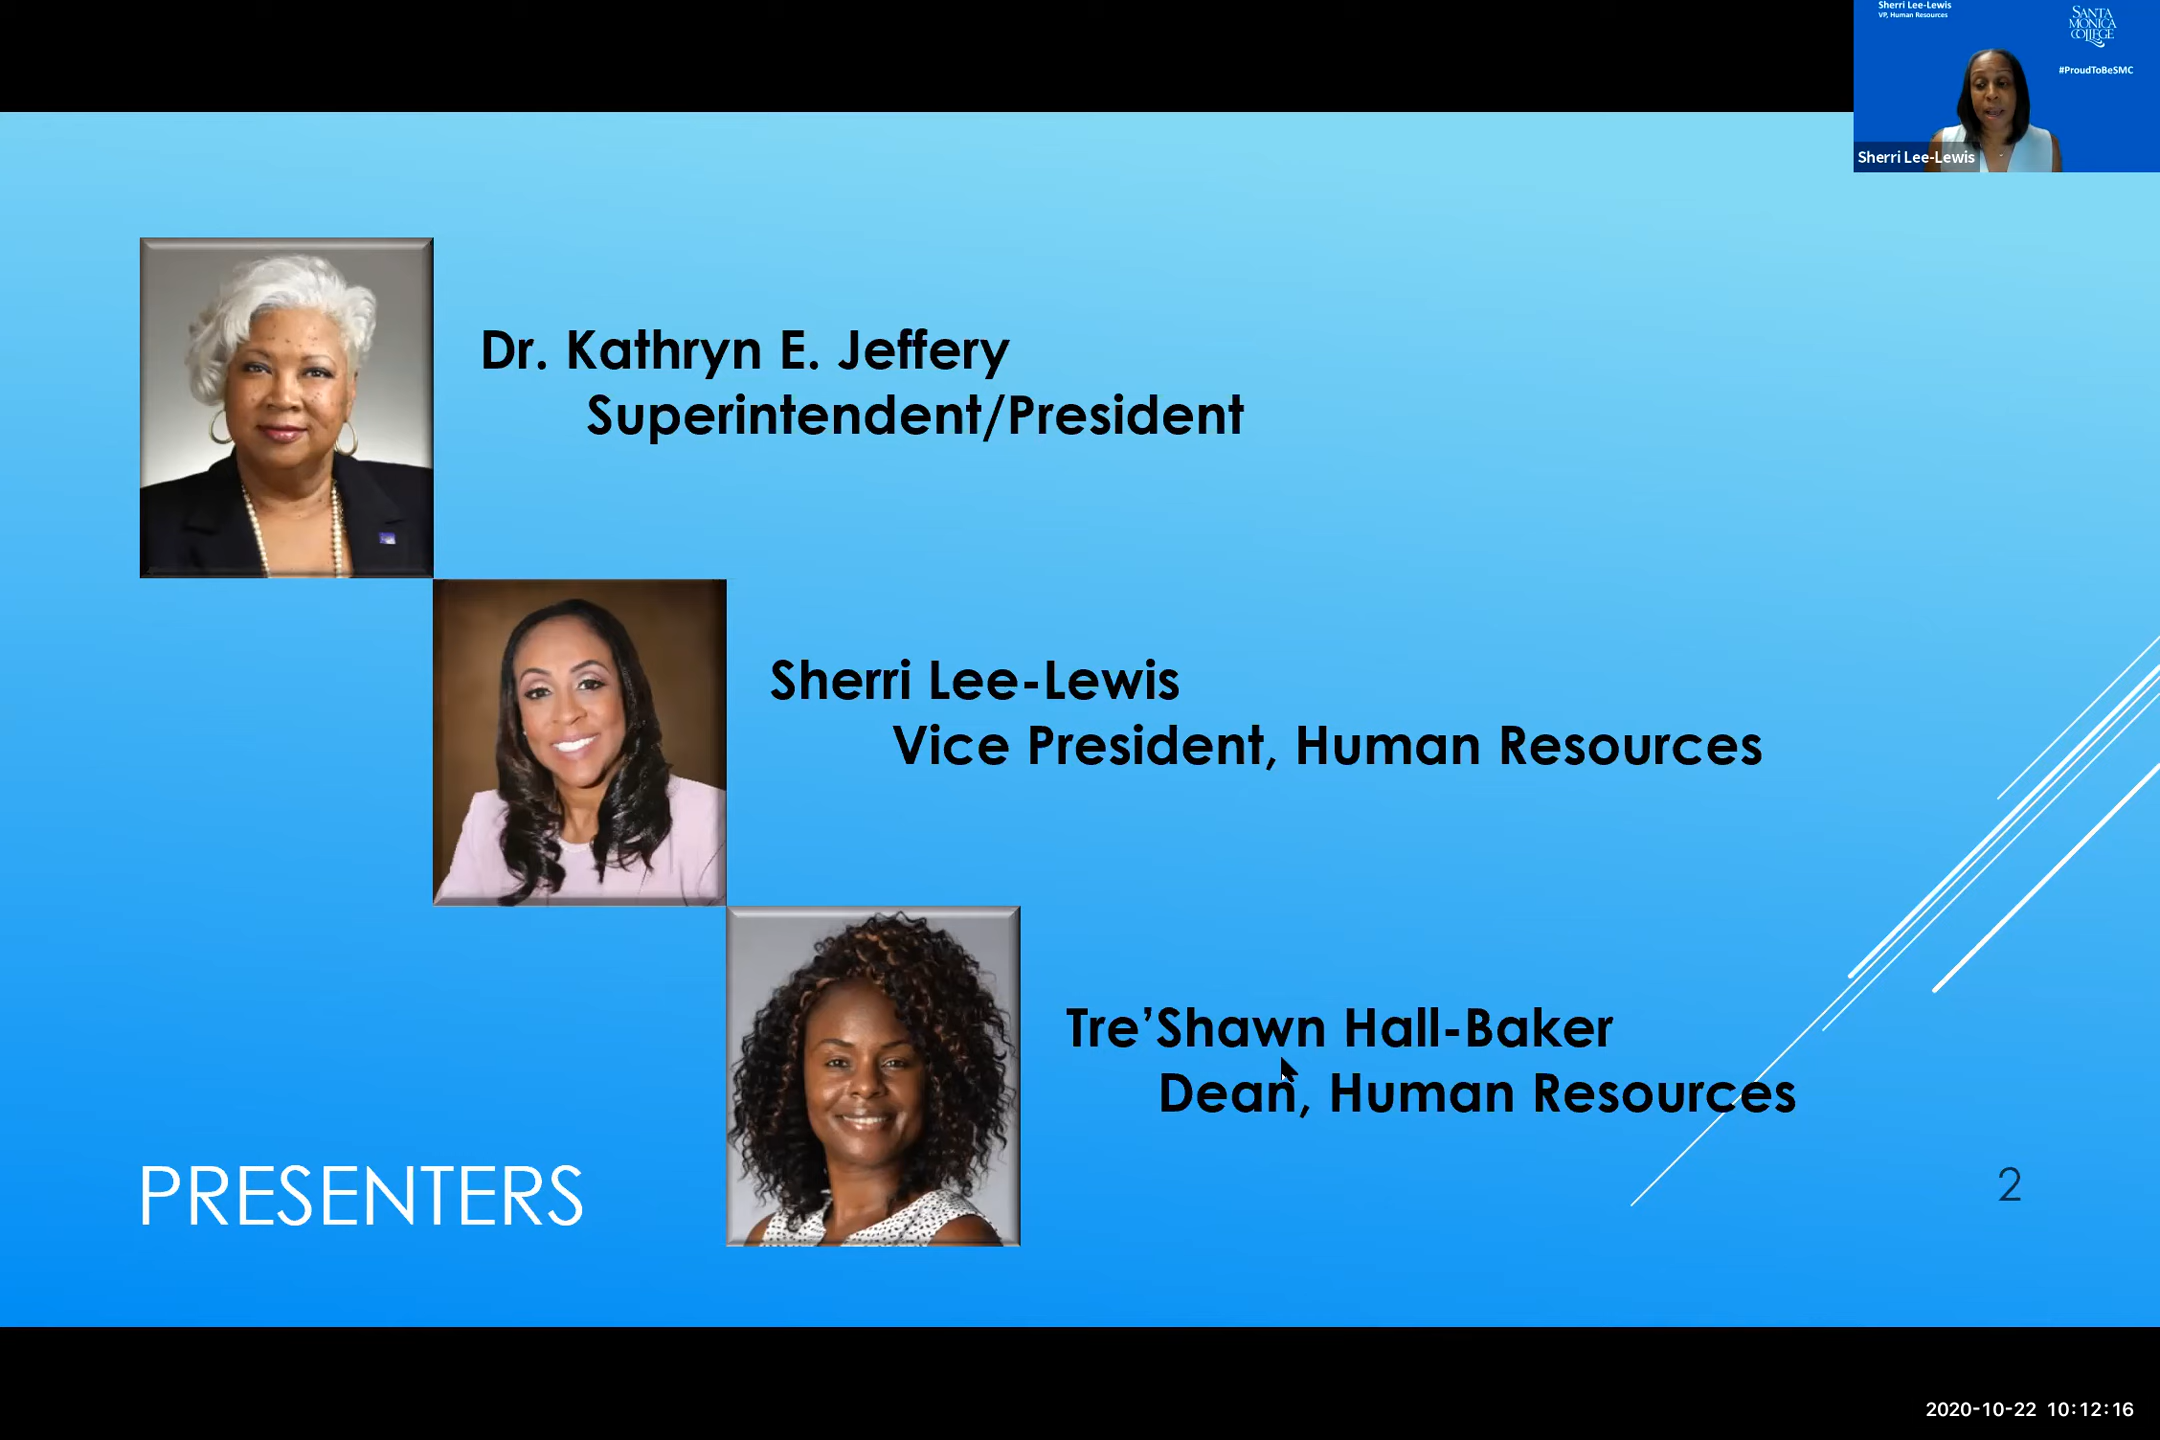 Sherri Lee-Lewis
VP, Human Resources
SANTA
MONICA
COLLEGE
#ProudToBeSMC
Sherri Lee-Lewis
Dr. Kathryn E. Jeffery
Superintendent/President
Sherri Lee-Lewis
Vice President, Human Resources
Tre’Shawn Hall-Baker
Dean, Human Resources
PRESENTERS
2
2020-10-22 10:12:16